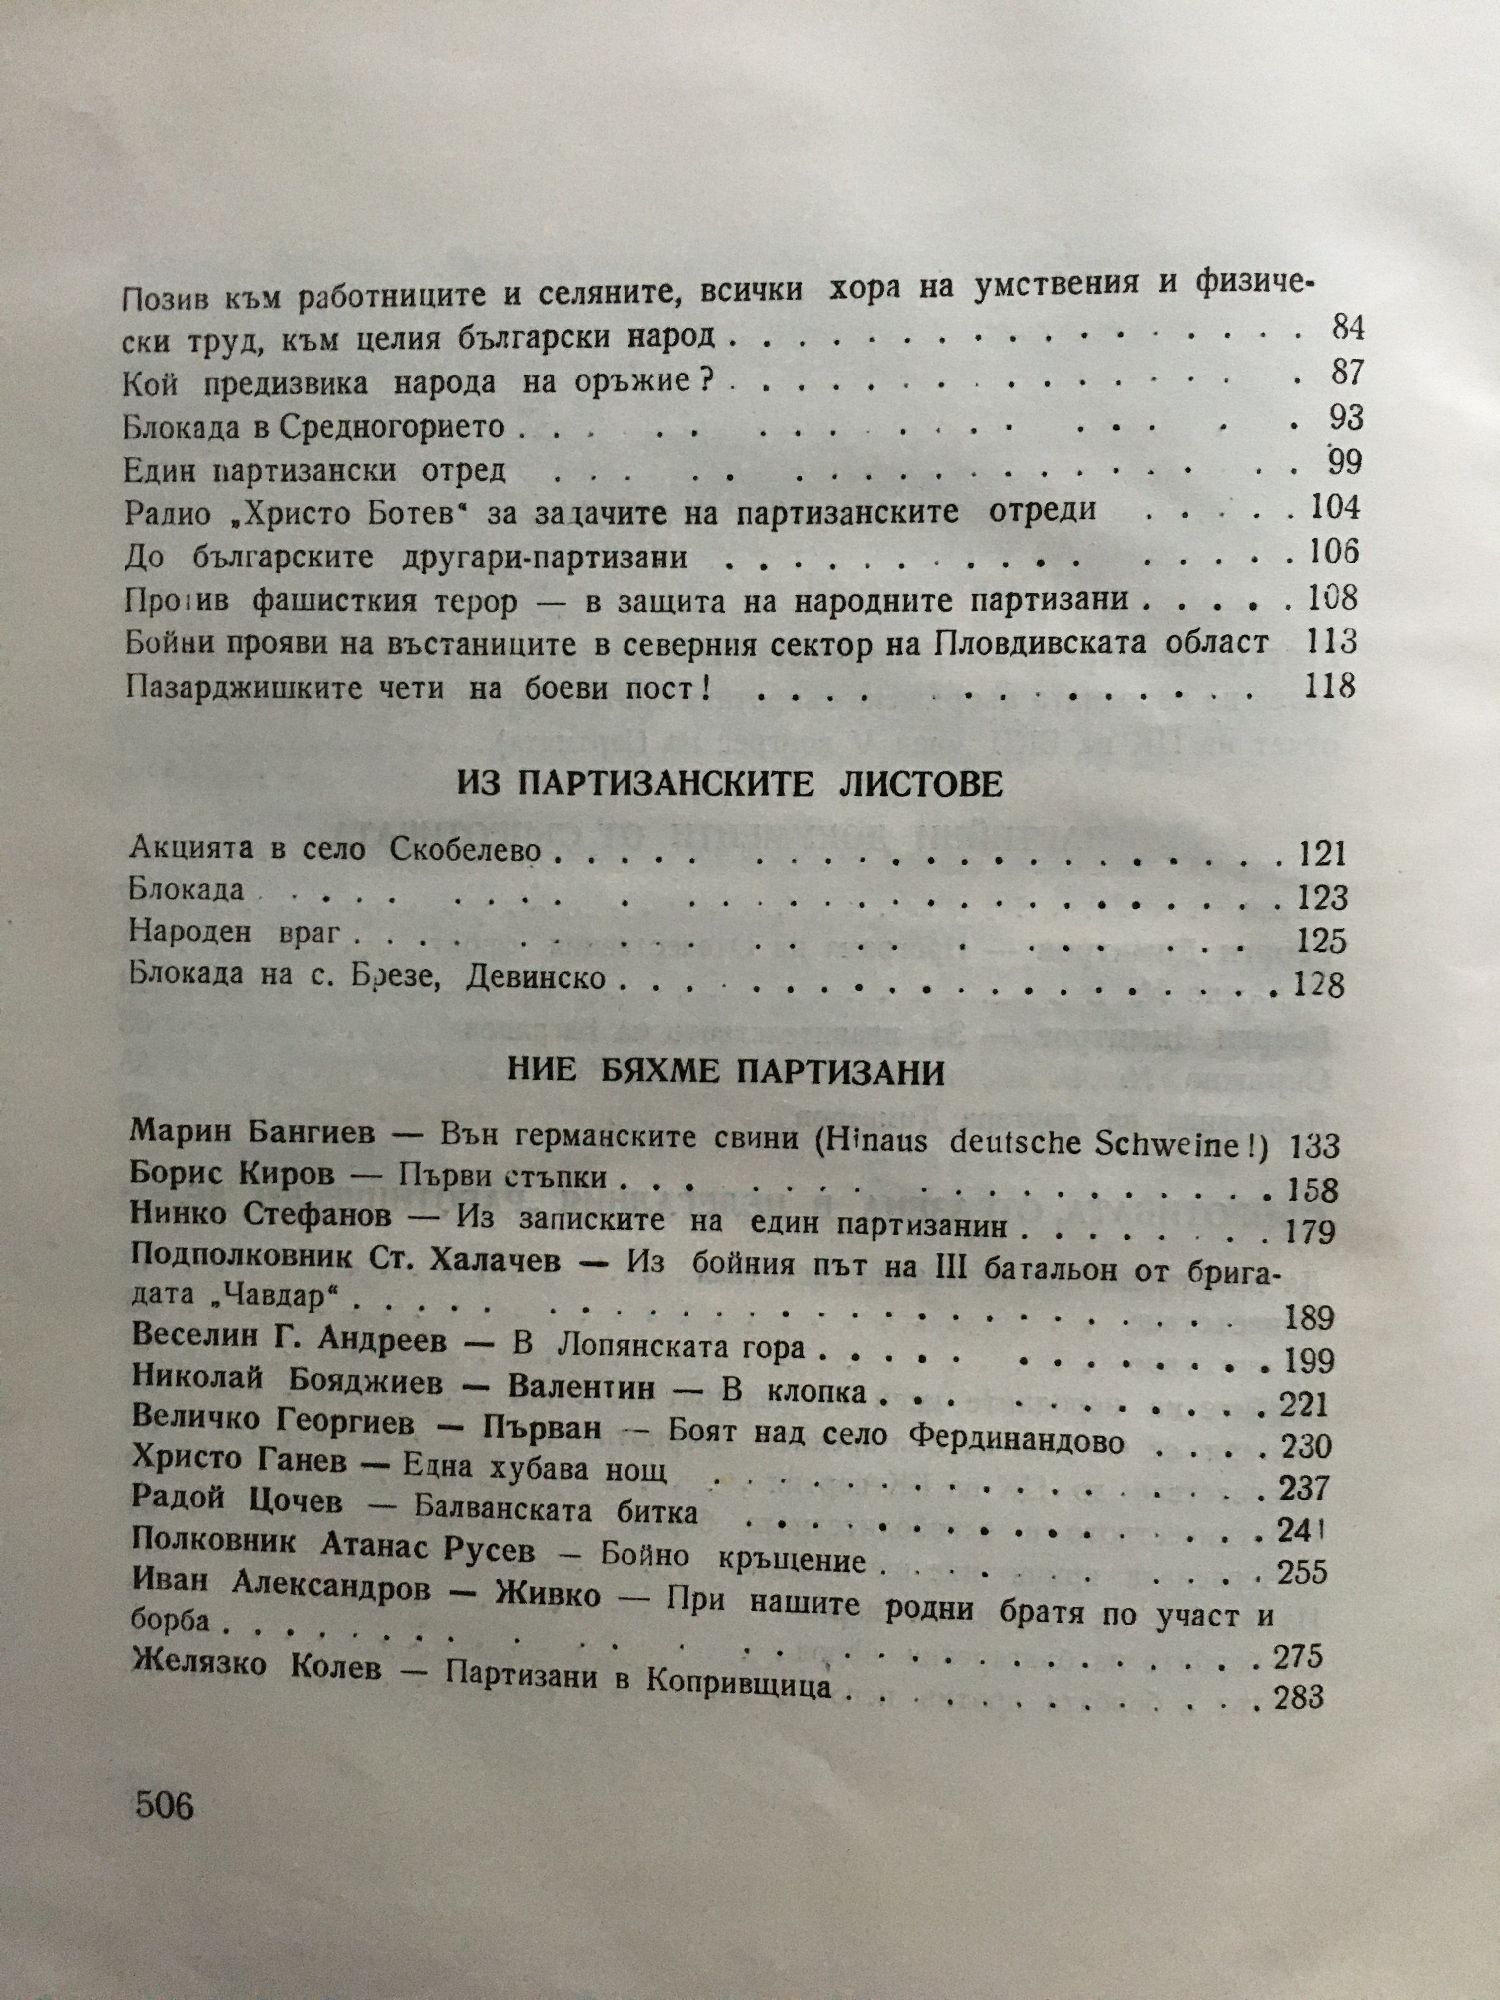 Позив към работниците и селяните, всички хора на умствения и физиче-
ски труд, към целия български народ . . . . . . . . . . . . . . . . . . . 84
Кой предизвика народа на оръжие? . . . . . . . . . . . . . . . . . . 87
Блокада в Средногорието . . . . . . . . . . . . . . . . . . . . . 93
Един партизански отред . . . . . . . . . . . . . . . . . . . . . 99
Радио „Христо Ботев“ за задачите на партизанските отреди . . . . . 104
До българските другари-партизани . . . . . . . . . . . . . . . . 106
Против фашисткия терор — в защита на народните партизани . . . . . 108
Бойни прояви на въстаниците в северния сектор на Пловдивската област 113
Пазарджишките чети на боеви пост! . . . . . . . . . . . . . 118
ИЗ ПАРТИЗАНСКИТЕ ЛИСТОВЕ
Акцията в село Скобелево . . . . . . . . . . . . . . . . . . . . 121
Блокада . . . . . . . . . . . . . . . . . . . . . . . . . . . . 123
Народен враг . . . . . . . . . . . . . . . . . . . . . 125
Блокада на с. Брезе, Девинско . . . . . . . . . . . . . . . . . . . 128
НИЕ БЯХМЕ ПАРТИЗАНИ
Марин Бангиев — Вън германските свини (Hinaus deutsche Schweine!) 133
Борис Киров — Първи стъпки . . . . . . . . . . . . . . . . . . 158
Нинко Стефанов — Из записките на един партизанин . . . . . . . . 179
Подполковник Ст. Халачев — Из бойния път на III батальон от брига-
дата „Чавдар“ . . . . . . . . . . . . . . . . . . . . . . . . 189
Веселин Г. Андреев — В Лопянската гора . . . . . . . . . . . . . 199
Николай Бояджиев — Валентин — В клопка . . . . . . . . . . . 221
Величко Георгиев — Първан — Боят над село Фердинандово . . . . 230
Христо Ганев — Една хубава нощ . . . . . . . . . . . . . . . . 237
Радой Цочев — Балванската битка . . . . . . . . . . . . . . . 241
Полковник Атанас Русев — Бойно кръщение . . . . . . . . . . 255
Иван Александров — Живко — При нашите родни братя по участ и
борба . . . . . . . . . . . . . . . . . . . . . . . . . . . . 275
Желязко Колев — Партизани в Копривщица . . . . . . . . . . . . 283
506